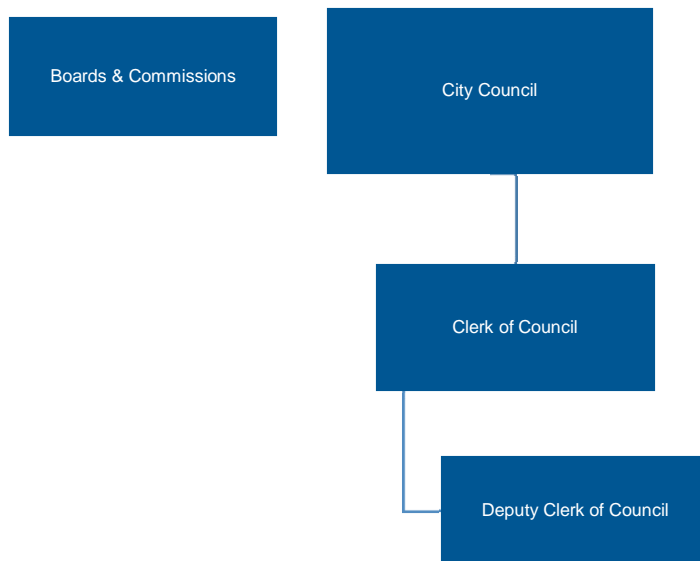 Boards & Commissions
City Council
Clerk of Council
Deputy Clerk of Council